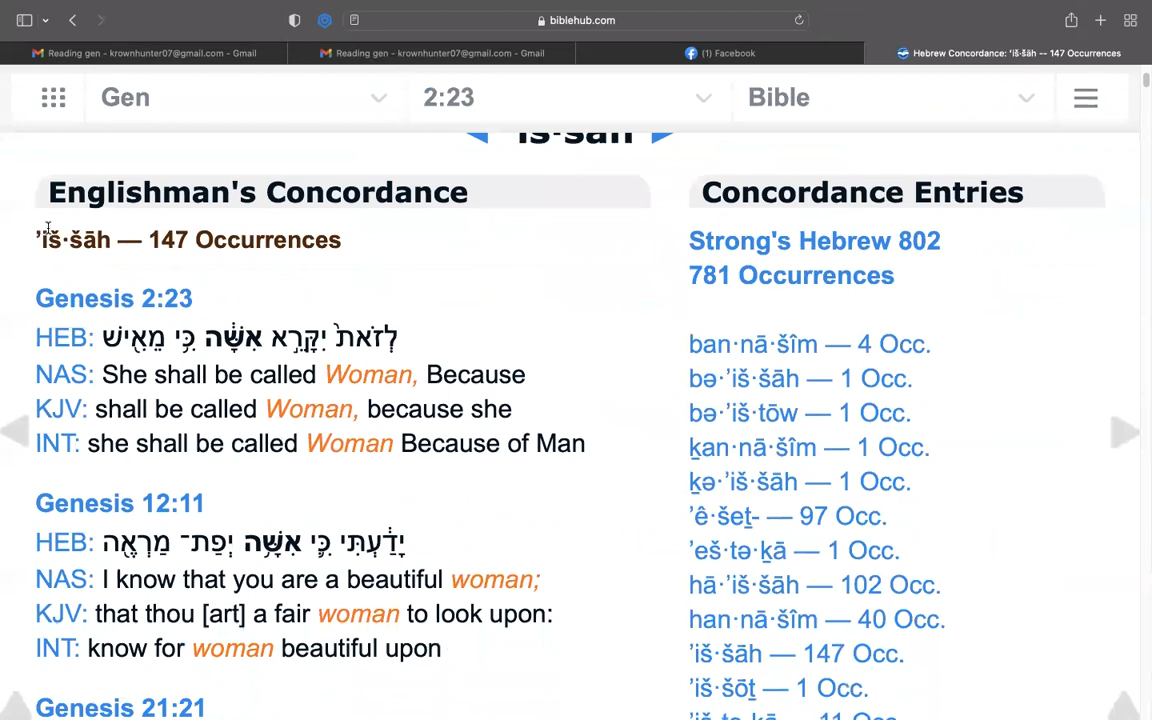 biblehub.com
Reading gen - krownhunter07@gmail.com - Gmail
Reading gen - krownhunter07@gmail.com - Gmail
(1) Facebook
Hebrew Concordance: 'iš·šāh -- 147 Occurrences
Gen
2:23
Bible
'iš·šāh
Englishman's Concordance
’iš·šāh — 147 Occurrences
Genesis 2:23
HEB: לְזֹאת֙ יִקָּרֵ֣א אִשָּׁ֔ה כִּ֥י מֵאִ֖ישׁ
NAS: She shall be called Woman, Because
KJV: shall be called Woman, because she
INT: she shall be called Woman Because of Man
Genesis 12:11
HEB: יָדַ֔עְתִּי כִּ֛י אִשָּׁ֥ה יְפַת־ מַרְאֶ֖ה
NAS: I know that you are a beautiful woman;
KJV: that thou [art] a fair woman to look upon:
INT: know for woman beautiful upon
Genesis 21:21
Concordance Entries
Strong's Hebrew 802
781 Occurrences
ban·nā·šîm — 4 Occ.
bə·’iš·šāh — 1 Occ.
bə·’iš·tōw — 1 Occ.
ḵan·nā·šîm — 1 Occ.
ḵə·’iš·šāh — 1 Occ.
’ê·šeṯ- — 97 Occ.
’eš·tə·ḵā — 1 Occ.
hā·’iš·šāh — 102 Occ.
han·nā·šîm — 40 Occ.
’iš·šāh — 147 Occ.
’iš·šōṯ — 1 Occ.